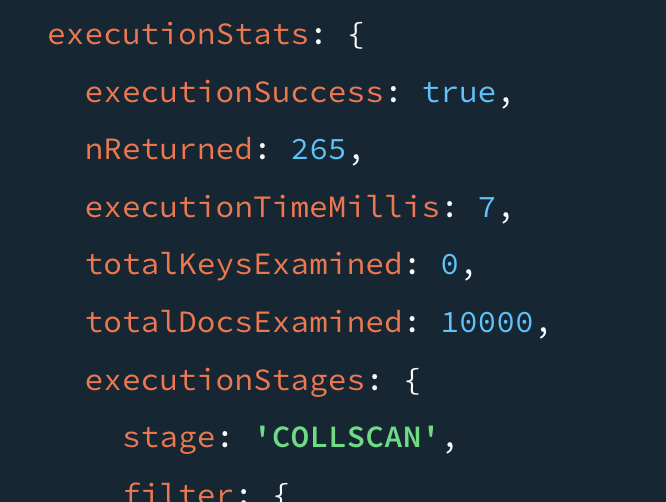 executionStats: {
executionSuccess: true,
nReturned: 265,
executionTimeMillis: 7,
totalKeysExamined: 0,
totalDocsExamined: 10000,
executionStages: {
stage: 'COLLSCAN',
filter: {